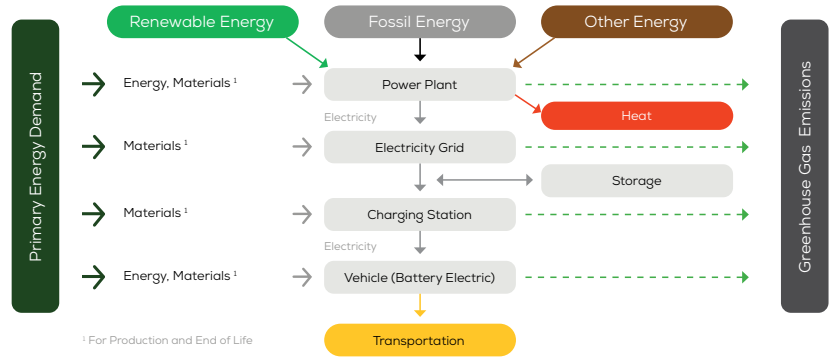 Renewable Energy
Fossil Energy
Other Energy
Primary Energy Demand
Greenhouse Gas Emissions
Energy, Materials ¹
Power Plant
Heat
Electricity
Materials ¹
Electricity Grid
Storage
Materials ¹
Charging Station
Electricity
Energy, Materials ¹
Vehicle (Battery Electric)
¹ For Production and End of Life
Transportation